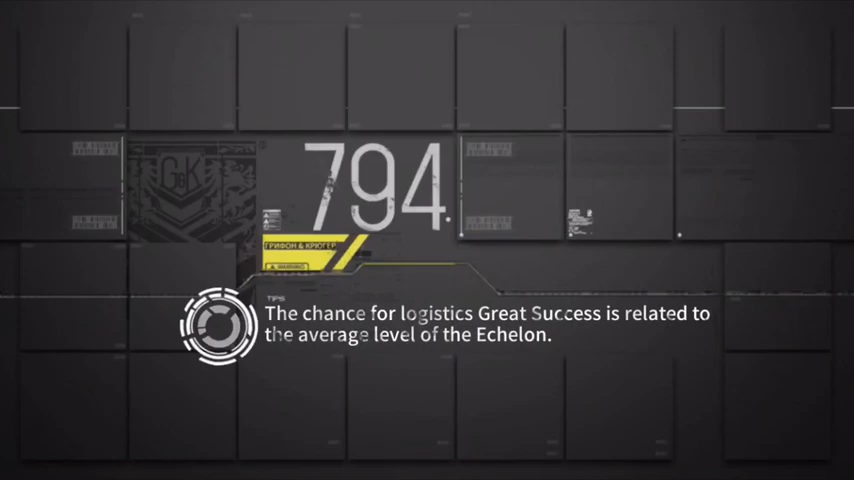 G&K
794.
ГРИФОН & КРЮГЕР
WARNING
TIPS
The chance for logistics Great Success is related to
the average level of the Echelon.